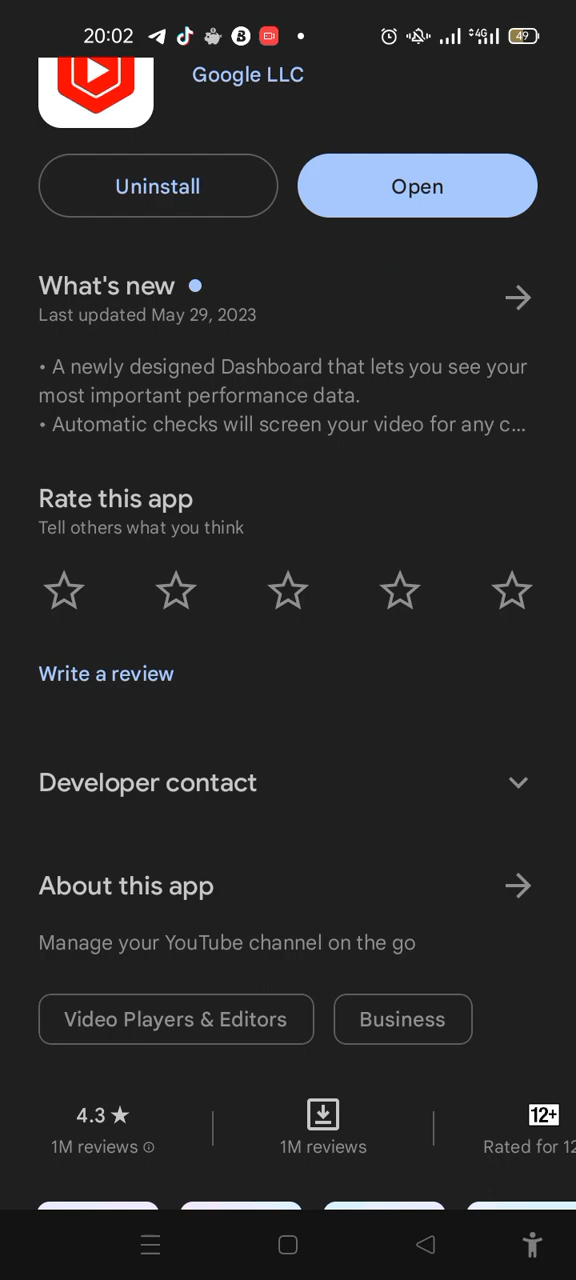 20:02
4G
49
Google LLC
Uninstall
Open
What's new
Last updated May 29, 2023
• A newly designed Dashboard that lets you see your
most important performance data.
• Automatic checks will screen your video for any c...
Rate this app
Tell others what you think
Write a review
Developer contact
About this app
Manage your YouTube channel on the go
Video Players & Editors
Business
4.3 ★
1M reviews
1M reviews
12+
Rated for 12